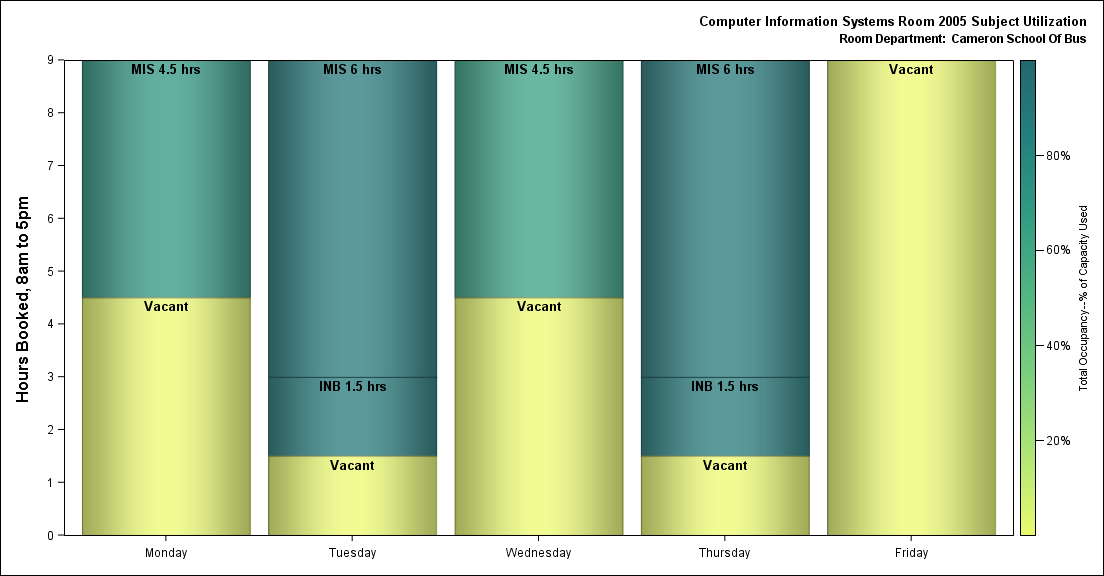 Computer Information Systems Room 2005 Subject Utilization
Room Department: Cameron School Of Bus
Hours Booked, 8am to 5pm
9
8
7
6
5
4
3
2
1
0
MIS 4.5 hrs
Vacant
MIS 6 hrs
INB 1.5 hrs
Vacant
MIS 4.5 hrs
Vacant
MIS 6 hrs
INB 1.5 hrs
Vacant
Vacant
Monday
Tuesday
Wednesday
Thursday
Friday
80%
60%
40%
20%
Total Occupancy--% of Capacity Used